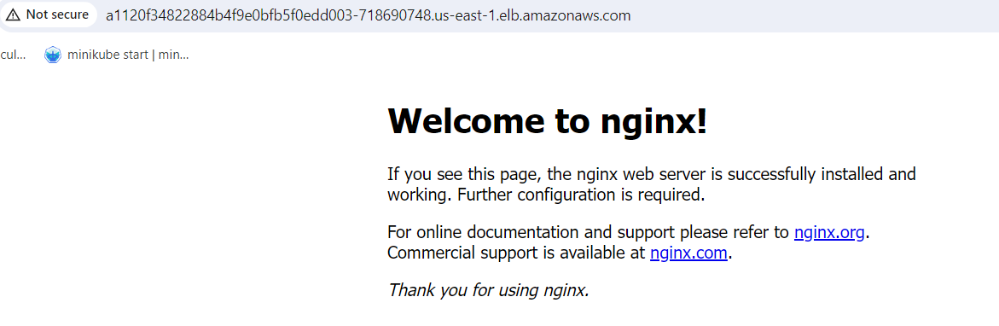 Not secure a1120f34822884b4f9e0bfb5f0edd003-718690748.us-east-1.elb.amazonaws.com
cul... minikube start | min...
Welcome to nginx!
If you see this page, the nginx web server is successfully installed and
working. Further configuration is required.
For online documentation and support please refer to nginx.org.
Commercial support is available at nginx.com.
Thank you for using nginx.